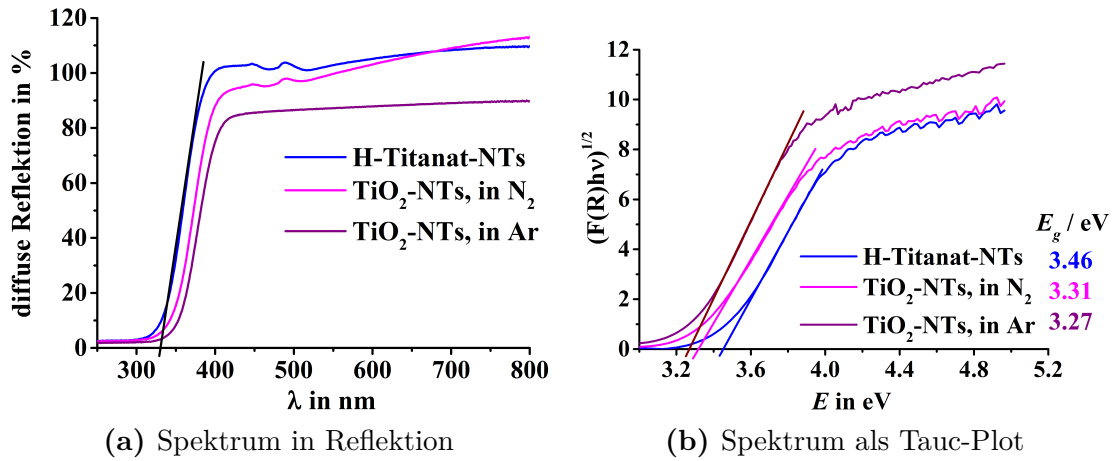 120
100
80
60
40
20
0
diffuse Reflektion in %
H-Titanat-NTs
TiO₂-NTs, in N₂
TiO₂-NTs, in Ar
300 400 500 600 700 800
λ in nm
(a) Spektrum in Reflektion
12
10
8
6
4
2
0
(F(R)hν)^1/2
E_g / eV
H-Titanat-NTs 3.46
TiO₂-NTs, in N₂ 3.31
TiO₂-NTs, in Ar 3.27
3.2 3.6 4.0 4.4 4.8 5.2
E in eV
(b) Spektrum als Tauc-Plot